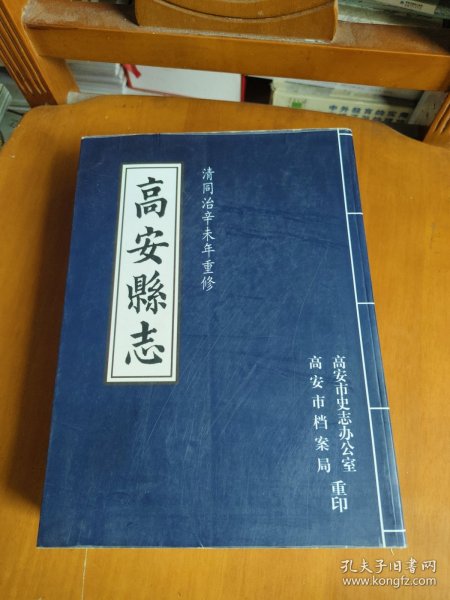 高安縣志
清同治辛未年重修
高安市史志办公室
高安市档案局
重印
孔夫子旧书网
www.kongfz.com